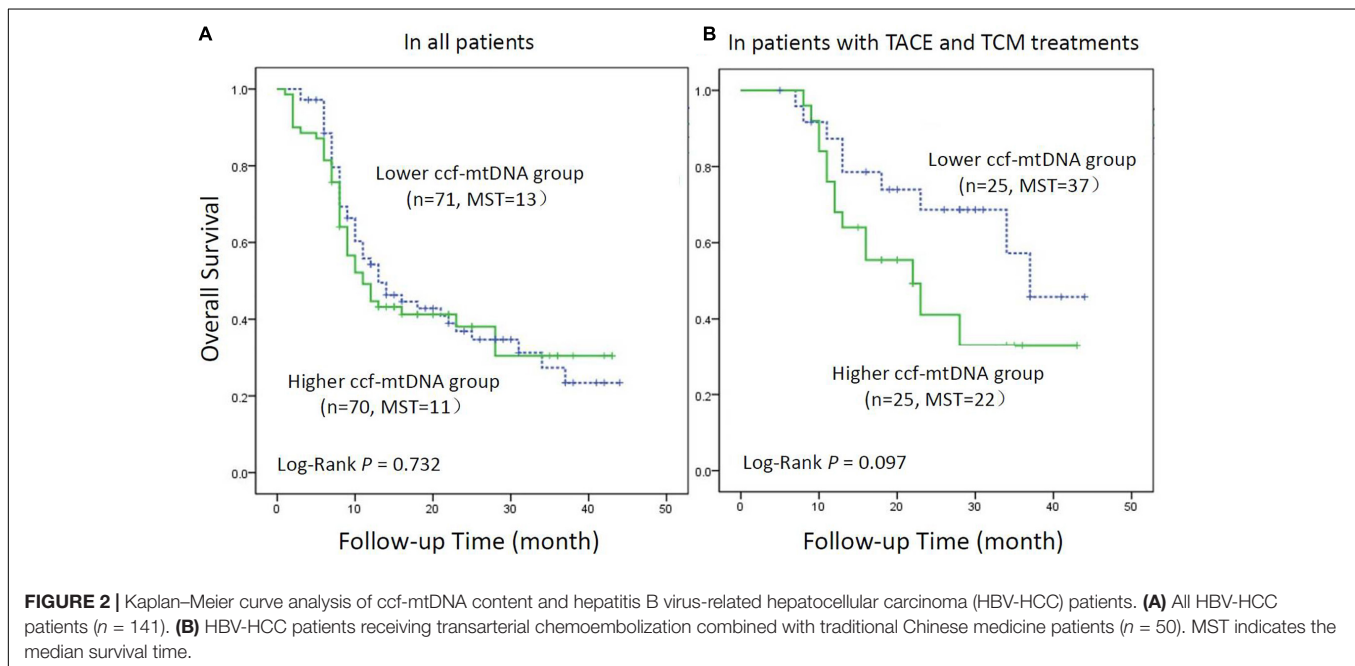 A
In all patients
1.0
0.8
0.6
0.4
0.2
0.0
Overall Survival
Lower ccf-mtDNA group
(n=71, MST=13）
Higher ccf-mtDNA group
(n=70, MST=11）
Log-Rank P = 0.732
0 10 20 30 40 50
Follow-up Time (month)
B
In patients with TACE and TCM treatments
1.0
0.8
0.6
0.4
0.2
0.0
Lower ccf-mtDNA group
(n=25, MST=37）
Higher ccf-mtDNA group
(n=25, MST=22）
Log-Rank P = 0.097
0 10 20 30 40 50
Follow-up Time (month)
FIGURE 2 | Kaplan–Meier curve analysis of ccf-mtDNA content and hepatitis B virus-related hepatocellular carcinoma (HBV-HCC) patients. (A) All HBV-HCC
patients (n = 141). (B) HBV-HCC patients receiving transarterial chemoembolization combined with traditional Chinese medicine patients (n = 50). MST indicates the
median survival time.